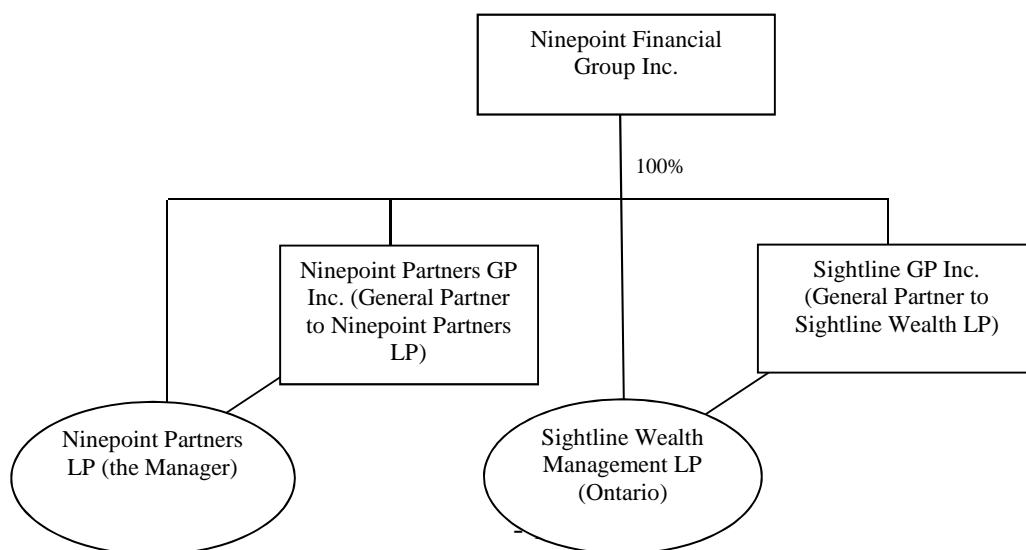 Ninepoint Financial
Group Inc.
100%
Ninepoint Partners GP
Inc. (General Partner
to Ninepoint Partners
LP)
Sightline GP Inc.
(General Partner to
Sightline Wealth LP)
Ninepoint Partners
LP (the Manager)
Sightline Wealth
Management LP
(Ontario)